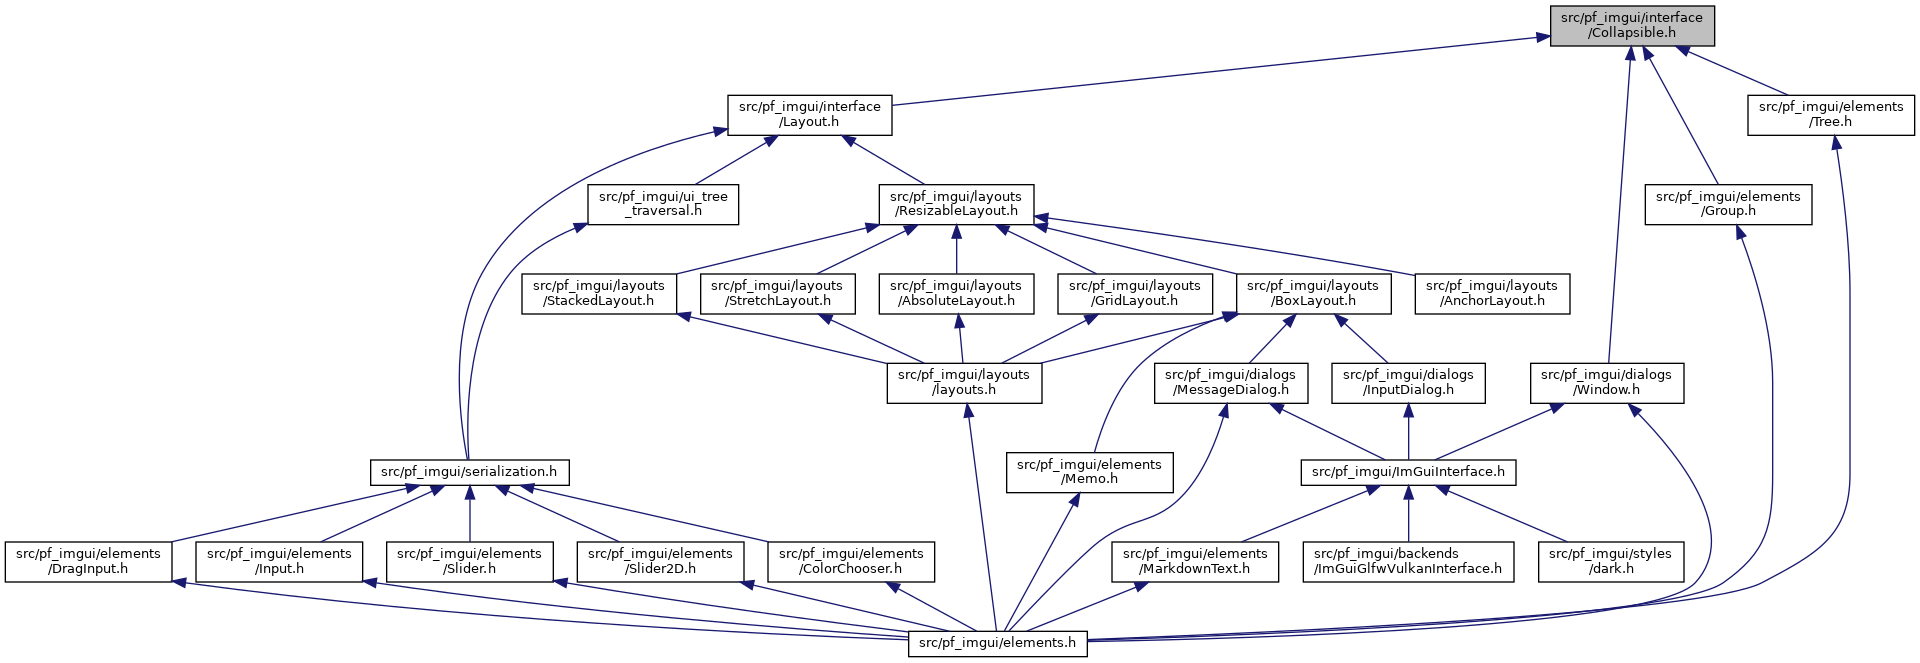 src/pf_imgui/interface
/Collapsible.h
src/pf_imgui/interface
/Layout.h
src/pf_imgui/elements
/Tree.h
src/pf_imgui/ui_tree
_traversal.h
src/pf_imgui/layouts
/ResizableLayout.h
src/pf_imgui/elements
/Group.h
src/pf_imgui/layouts
/StackedLayout.h
src/pf_imgui/layouts
/StretchLayout.h
src/pf_imgui/layouts
/AbsoluteLayout.h
src/pf_imgui/layouts
/GridLayout.h
src/pf_imgui/layouts
/BoxLayout.h
src/pf_imgui/layouts
/AnchorLayout.h
src/pf_imgui/layouts
/layouts.h
src/pf_imgui/dialogs
/MessageDialog.h
src/pf_imgui/dialogs
/InputDialog.h
src/pf_imgui/dialogs
/Window.h
src/pf_imgui/serialization.h
src/pf_imgui/elements
/Memo.h
src/pf_imgui/ImGuiInterface.h
src/pf_imgui/elements
/DragInput.h
src/pf_imgui/elements
/Input.h
src/pf_imgui/elements
/Slider.h
src/pf_imgui/elements
/Slider2D.h
src/pf_imgui/elements
/ColorChooser.h
src/pf_imgui/elements
/MarkdownText.h
src/pf_imgui/backends
/ImGuiGlfwVulkanInterface.h
src/pf_imgui/styles
/dark.h
src/pf_imgui/elements.h